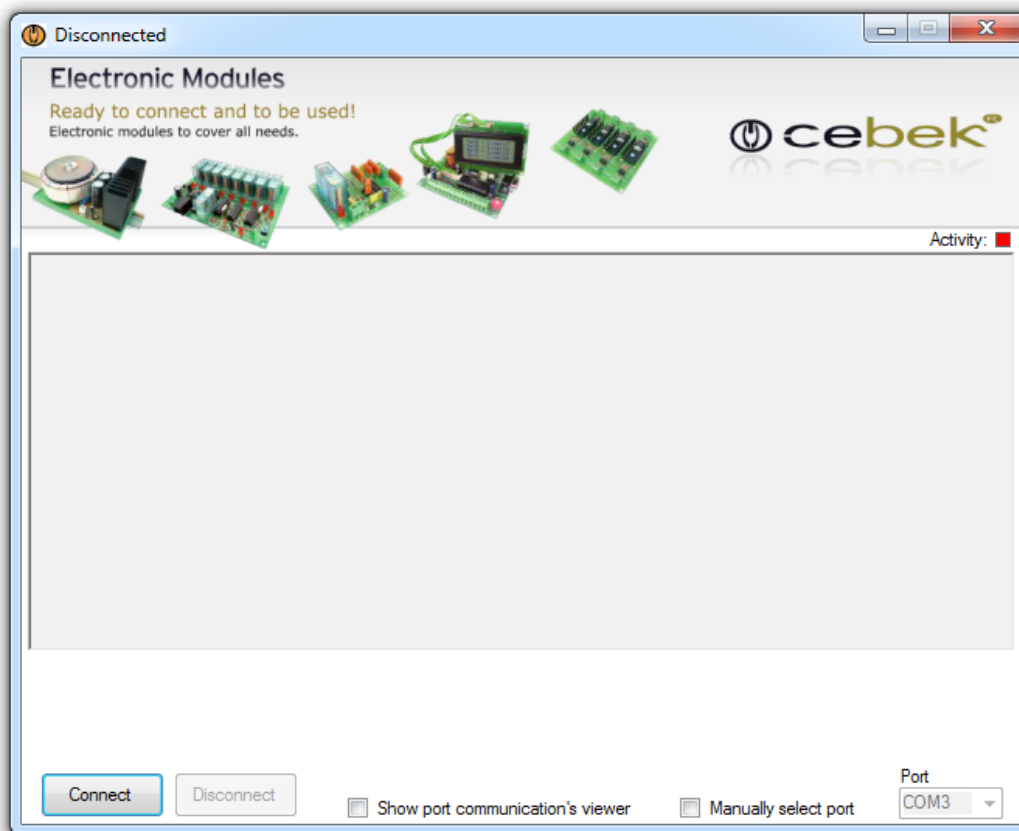 Disconnected
Electronic Modules
Ready to connect and to be used!
Electronic modules to cover all needs.
cebek
Activity:
Connect
Disconnect
Show port communication's viewer
Manually select port
Port
COM3